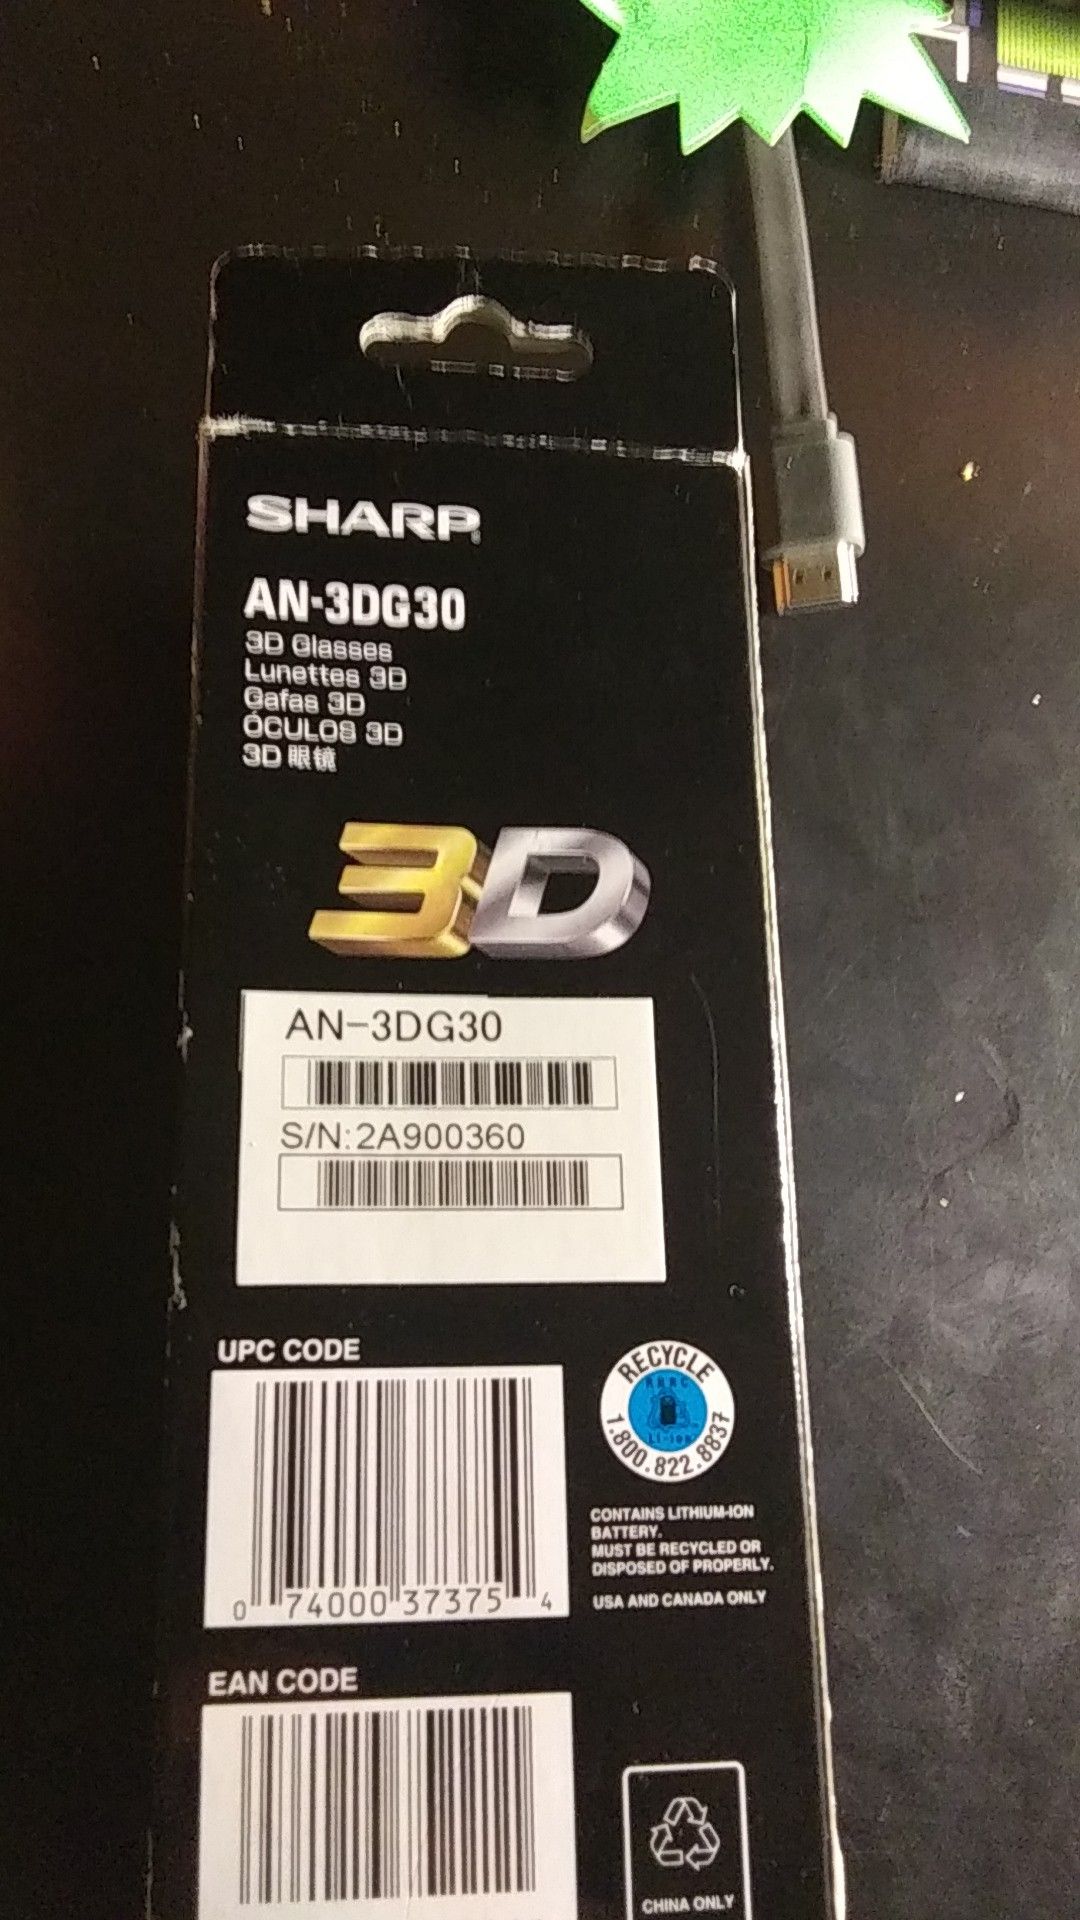 SHARP
AN-3DG30
3D Glasses
Lunettes 3D
Gafas 3D
ÓCULOS 3D
3D 眼镜
3D
AN-3DG30
S/N:2A900360
UPC CODE
0 74000 37375 4
RECYCLE
RBRC
Li-ion
1.800.822.8837
CONTAINS LITHIUM-ION
BATTERY.
MUST BE RECYCLED OR
DISPOSED OF PROPERLY.
USA AND CANADA ONLY
EAN CODE
CHINA ONLY